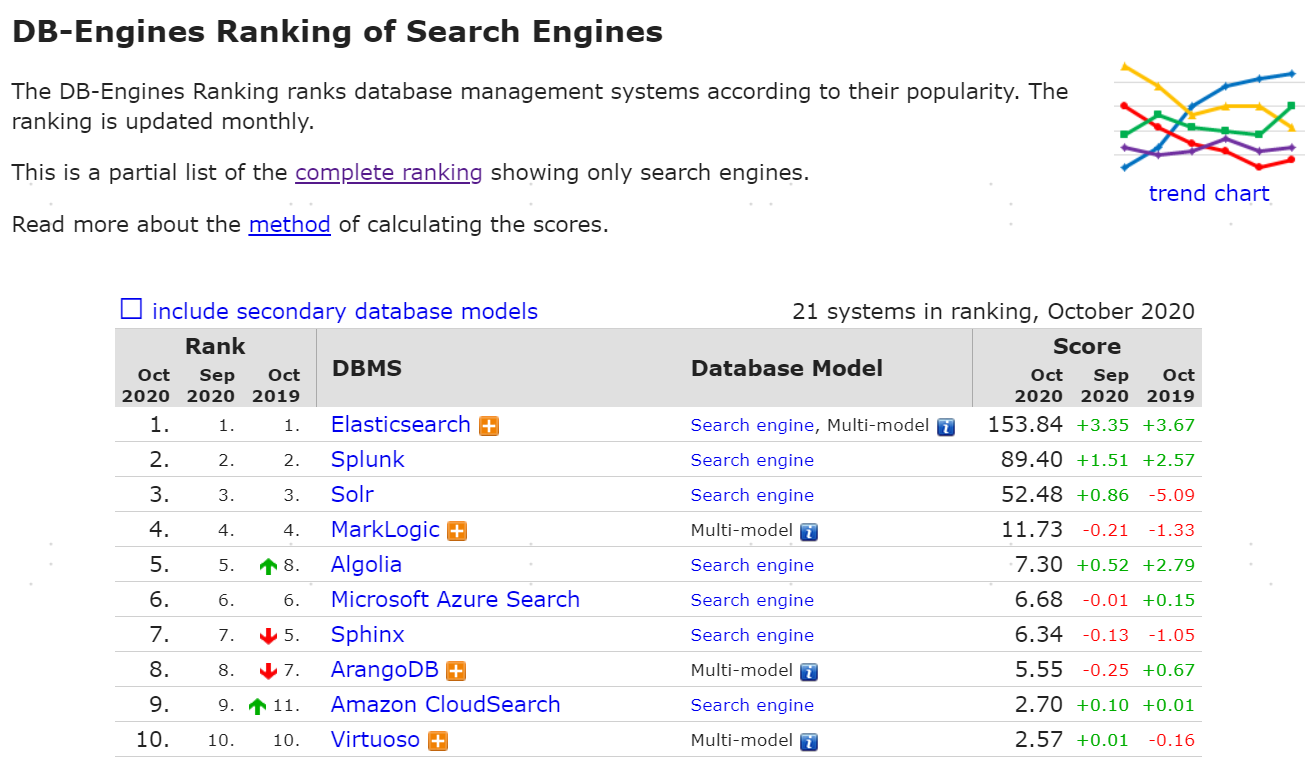 DB-Engines Ranking of Search Engines
The DB-Engines Ranking ranks database management systems according to their popularity. The
ranking is updated monthly.
trend chart
This is a partial list of the complete ranking showing only search engines.
Read more about the method of calculating the scores.
include secondary database models 21 systems in ranking, October 2020
Rank DBMS Database Model Score
Oct Sep Oct Oct Sep Oct
2020 2020 2019 2020 2020 2019
1. 1. 1. Elasticsearch Search engine, Multi-model 153.84 +3.35 +3.67
2. 2. 2. Splunk Search engine 89.40 +1.51 +2.57
3. 3. 3. Solr Search engine 52.48 +0.86 -5.09
4. 4. 4. MarkLogic Multi-model 11.73 -0.21 -1.33
5. 5. 8. Algolia Search engine 7.30 +0.52 +2.79
6. 6. 6. Microsoft Azure Search Search engine 6.68 -0.01 +0.15
7. 7. 5. Sphinx Search engine 6.34 -0.13 -1.05
8. 8. 7. ArangoDB Multi-model 5.55 -0.25 +0.67
9. 9. 11. Amazon CloudSearch Search engine 2.70 +0.10 +0.01
10. 10. 10. Virtuoso Multi-model 2.57 +0.01 -0.16